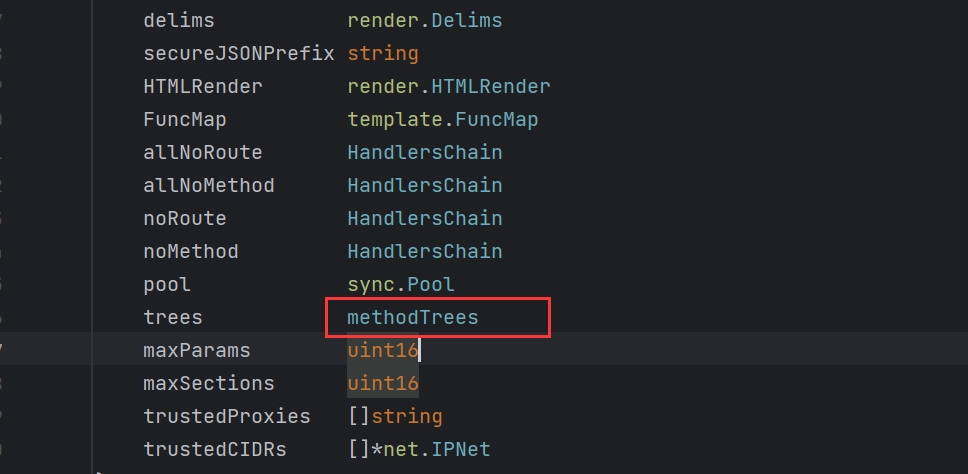 delims render.Delims
secureJSONPrefix string
HTMLRender render.HTMLRender
FuncMap template.FuncMap
allNoRoute HandlersChain
allNoMethod HandlersChain
noRoute HandlersChain
noMethod HandlersChain
pool sync.Pool
trees methodTrees
maxParams uint16
maxSections uint16
trustedProxies []string
trustedCIDRs []*net.IPNet